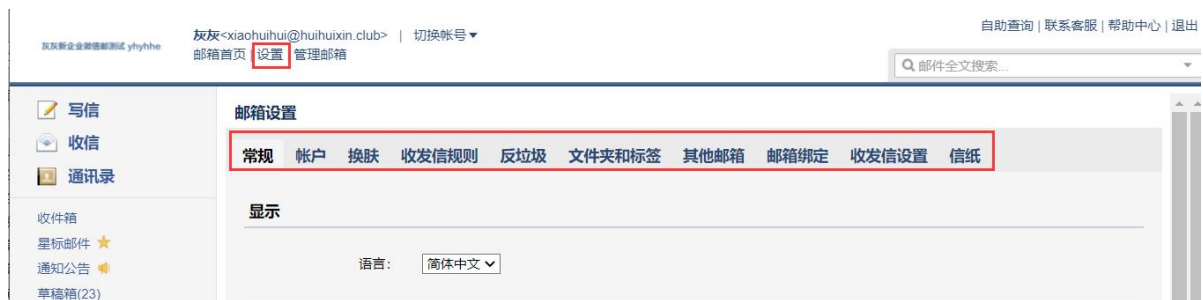 灰灰新企业微信邮测试 yhyhhe
灰灰<xiaohuihui@huihuixin.club> | 切换帐号
邮箱首页 | 设置 管理邮箱
自助查询 | 联系客服 | 帮助中心 | 退出
邮件全文搜索...
写信
收信
通讯录
收件箱
星标邮件
通知公告
草稿箱(23)
邮箱设置
常规 帐户 换肤 收发信规则 反垃圾 文件夹和标签 其他邮箱 邮箱绑定 收发信设置 信纸
显示
语言: 简体中文